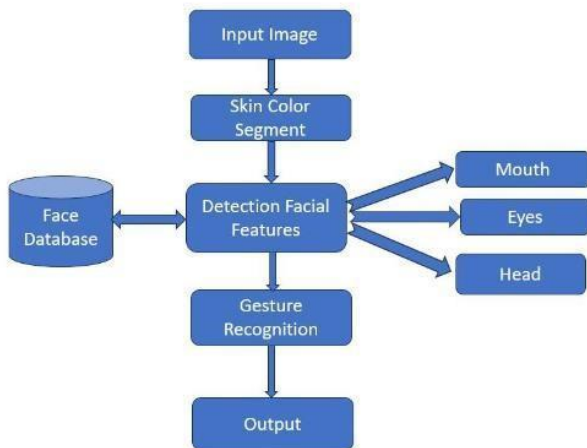 Input Image
Skin Color
Segment
Mouth
Face
Database
Detection Facial
Features
Eyes
Head
Gesture
Recognition
Output